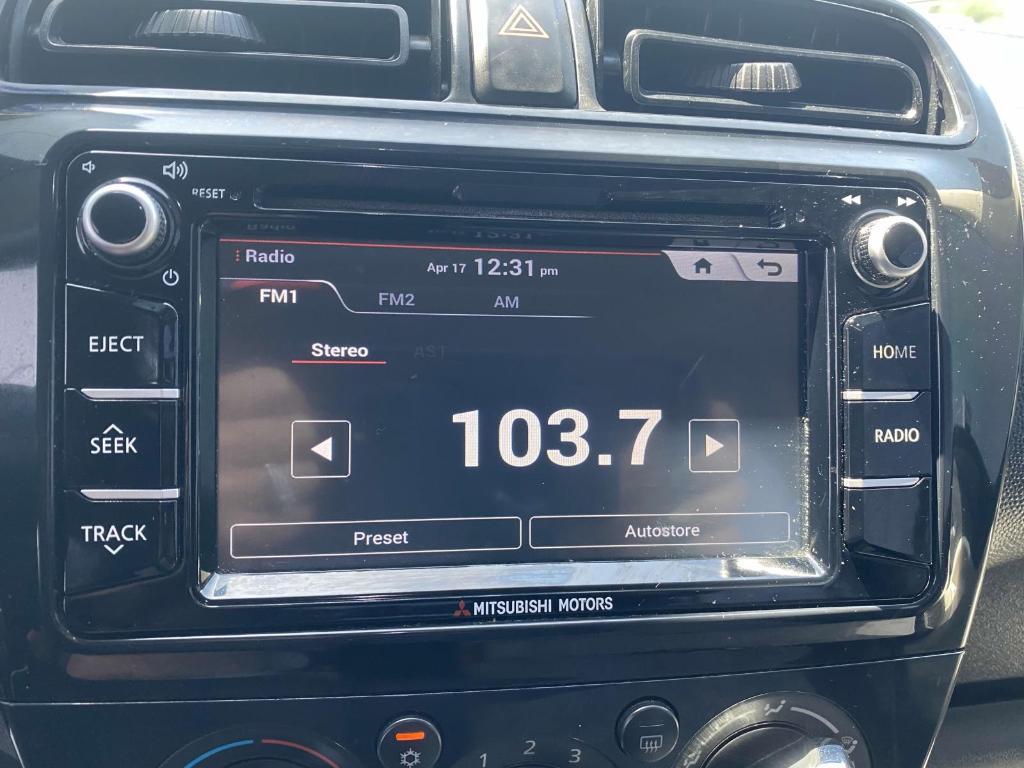 RESET
Radio
Apr 17 12:31 pm
FM1 FM2 AM
Stereo AST
103.7
Preset Autostore
EJECT
SEEK
TRACK
HOME
RADIO
MITSUBISHI MOTORS
1 2 3